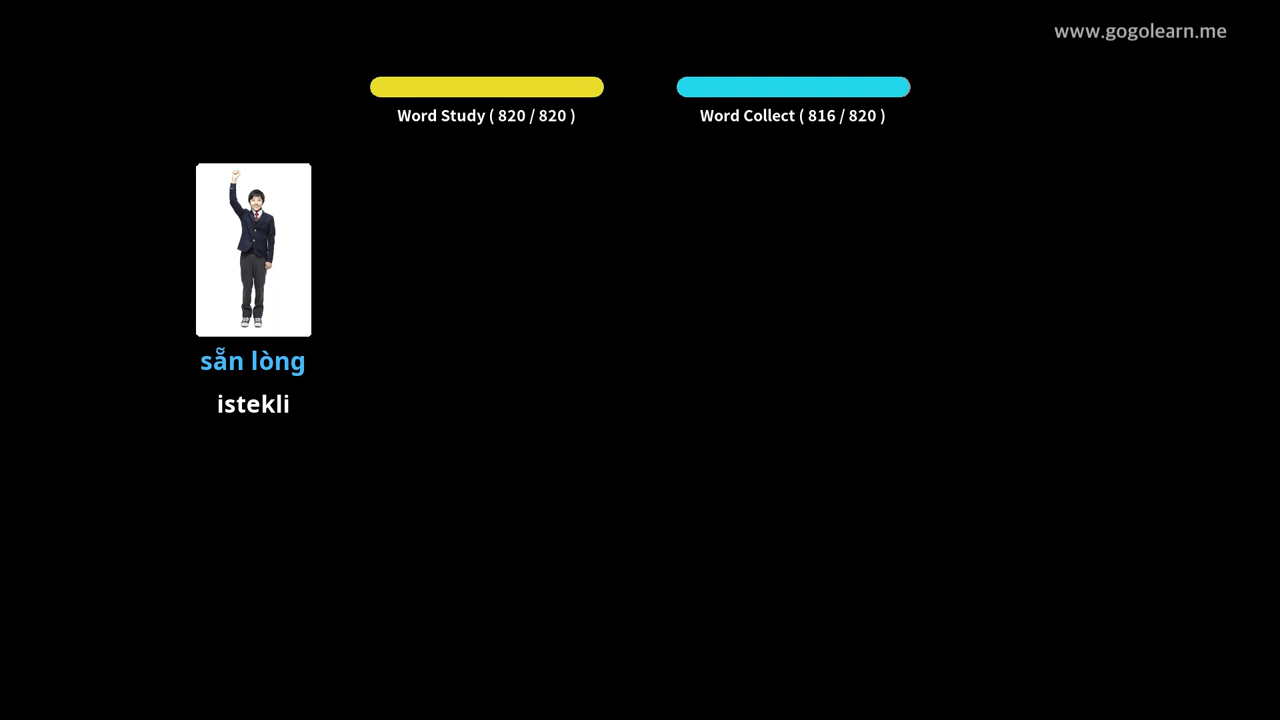 www.gogolearn.me
Word Study ( 820 / 820 )
Word Collect ( 816 / 820 )
sẵn lòng
istekli